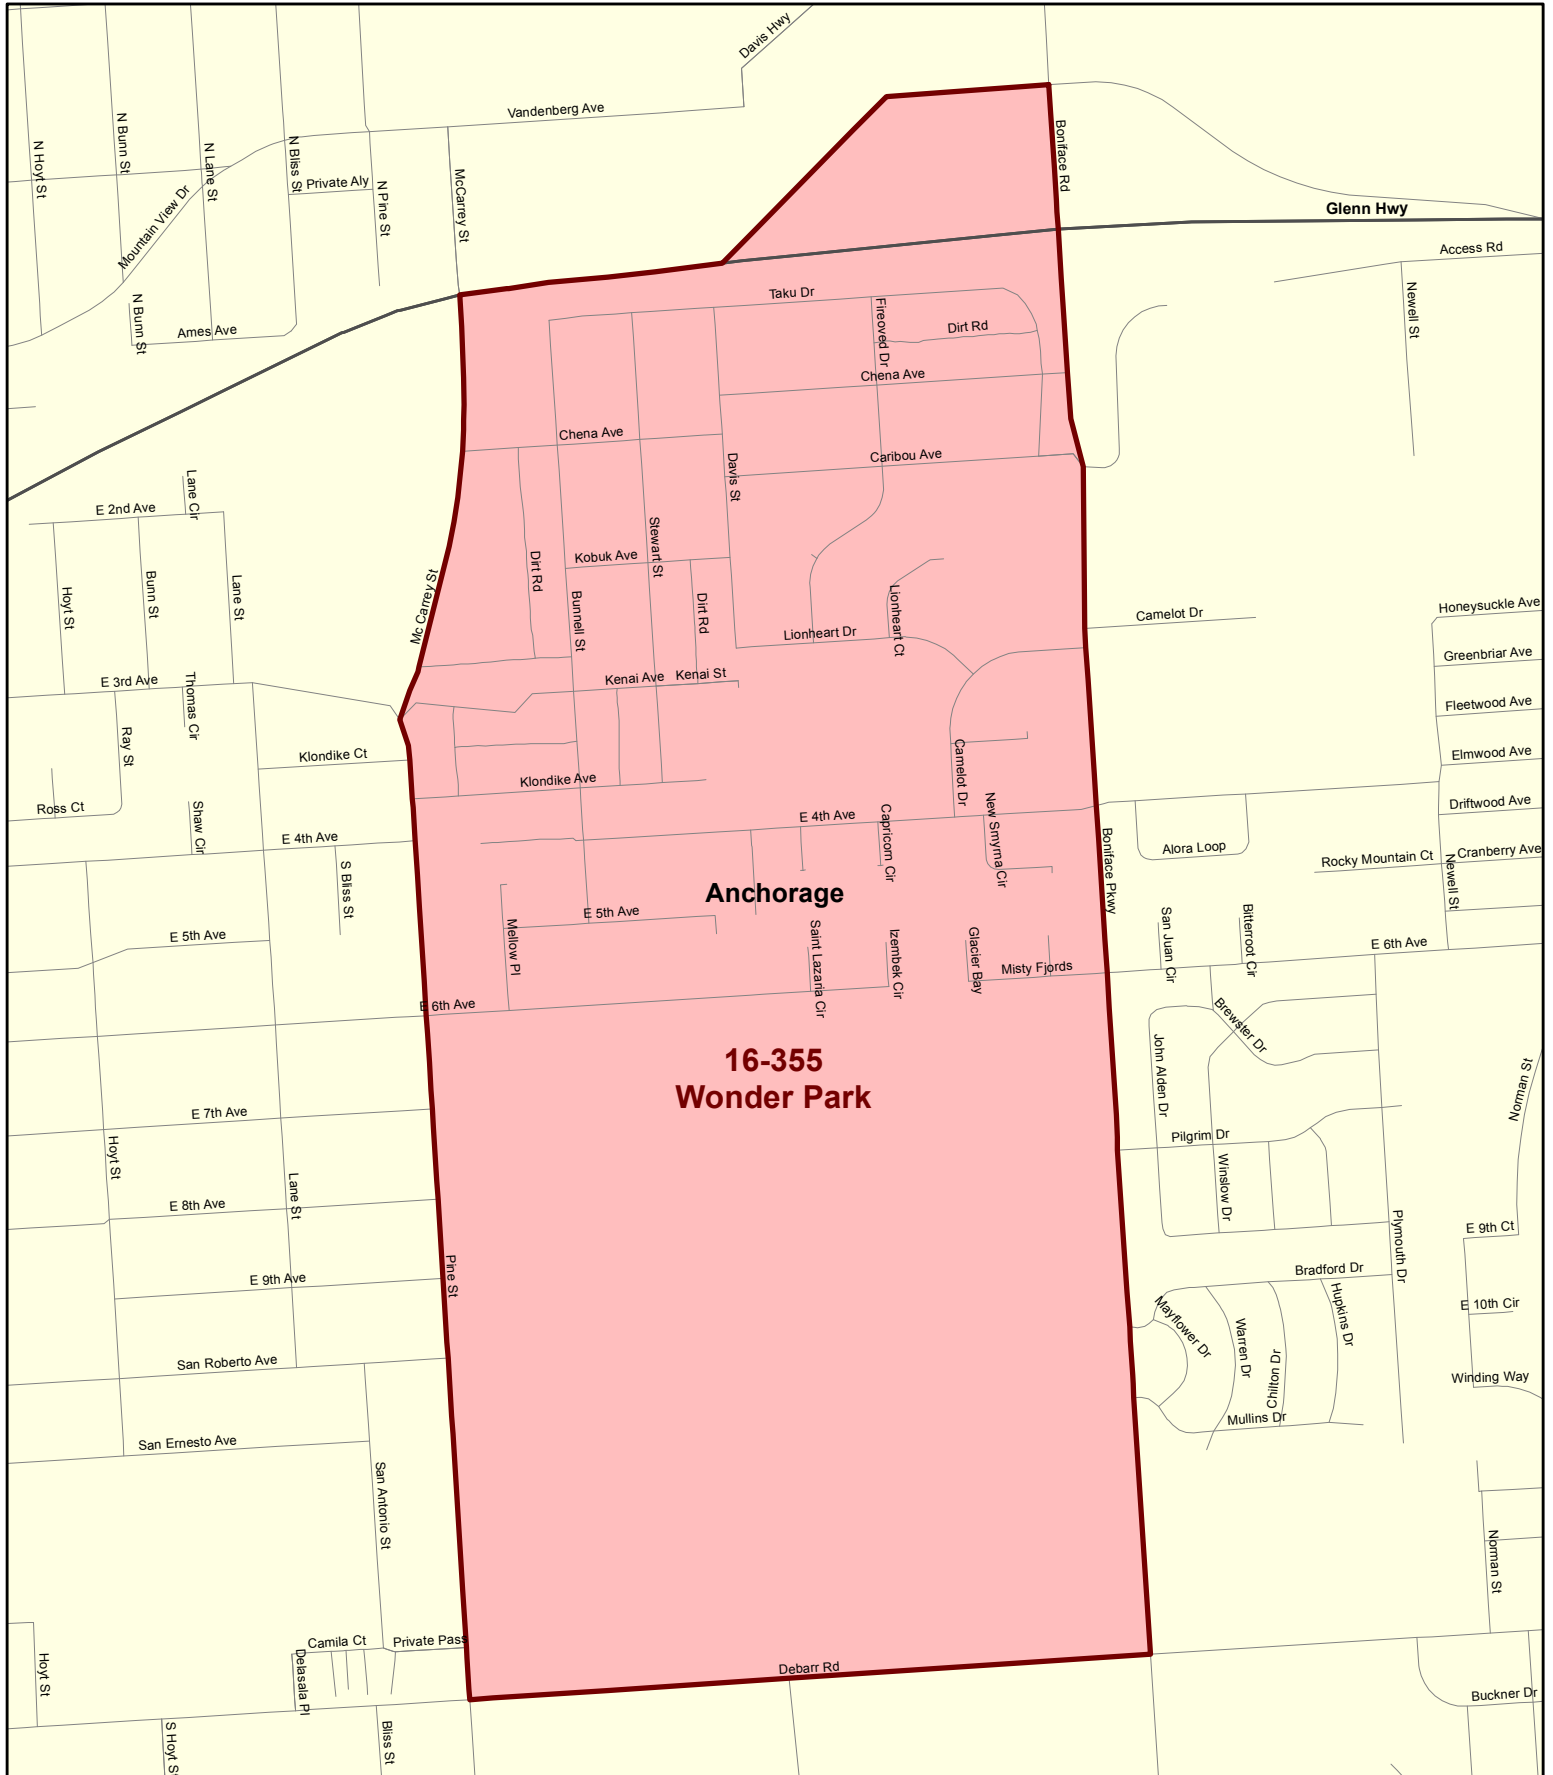 Davis Hwy
Vandenberg Ave
N Hoyt St
N Bunn St
N Lane St
N Bliss St
Private Aly
N Pine St
McCarrey St
Boniface Rd
Mountain View Dr
Glenn Hwy
Access Rd
Newell St
N Bunn St
Ames Ave
Taku Dr
Fireoved Dr
Dirt Rd
Chena Ave
Chena Ave
Caribou Ave
Davis St
Lane Cir
E 2nd Ave
Stewart St
Kobuk Ave
Dirt Rd
Hoyt St
Bunn St
Lane St
Mc Carrey St
Bunnell St
Dirt Rd
Lionheart Ct
Lionheart Dr
Camelot Dr
Honeysuckle Ave
Greenbriar Ave
E 3rd Ave
Thomas Cir
Kenai Ave
Kenai St
Fleetwood Ave
Ray St
Klondike Ct
Camelot Dr
Elmwood Ave
Klondike Ave
Ross Ct
Shaw Cir
New Smyrna Cir
Capricorn Cir
Driftwood Ave
E 4th Ave
E 4th Ave
Boniface Pkwy
Alora Loop
Rocky Mountain Ct
Cranberry Ave
Newell St
S Bliss St
Anchorage
E 5th Ave
E 5th Ave
Mellow Pl
Saint Lazaria Cir
Izembek Cir
Glacier Bay
Misty Fjords
San Juan Cir
Bitterroot Cir
E 6th Ave
E 6th Ave
Brewster Dr
16-355
Wonder Park
John Alden Dr
Norman St
E 7th Ave
Hoyt St
Pilgrim Dr
Winslow Dr
Lane St
E 8th Ave
Plymouth Dr
E 9th Ct
Pine St
E 9th Ave
Bradford Dr
Mayflower Dr
Warren Dr
Chilton Dr
Hupkins Dr
E 10th Cir
San Roberto Ave
Winding Way
Mullins Dr
San Ernesto Ave
San Antonio St
Norman St
Camila Ct
Private Pass
Delasala Pl
Hoyt St
Debarr Rd
Buckner Dr
S Hoyt S
Bliss St